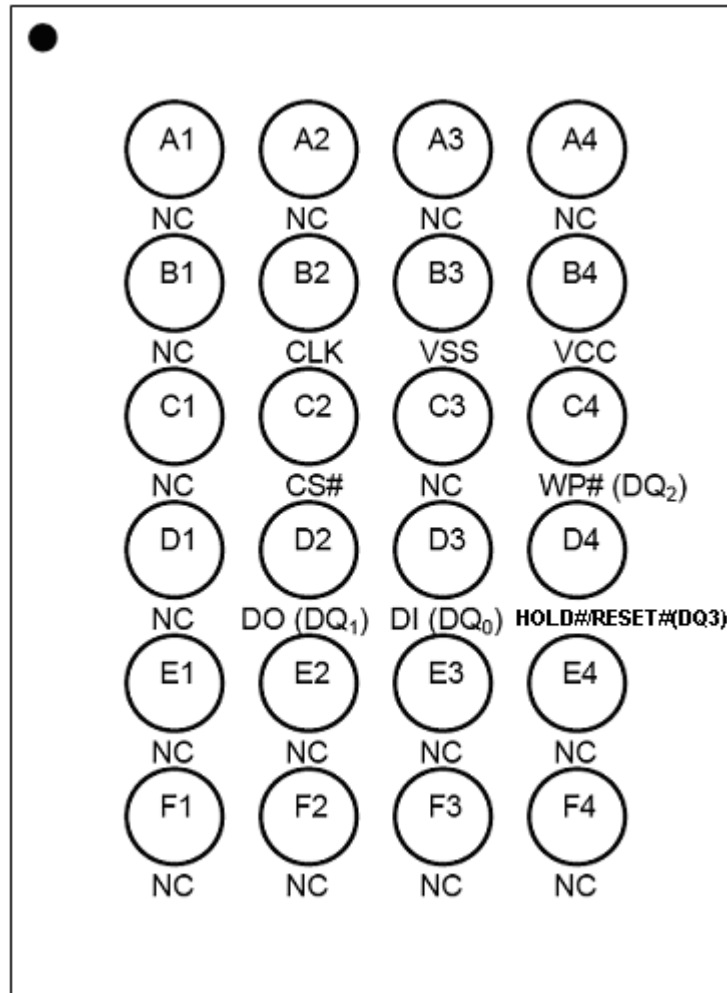 A1 A2 A3 A4
NC NC NC NC
B1 B2 B3 B4
NC CLK VSS VCC
C1 C2 C3 C4
NC CS# NC WP# (DQ₂)
D1 D2 D3 D4
NC DO (DQ₁) DI (DQ₀) HOLD#/RESET#(DQ3)
E1 E2 E3 E4
NC NC NC NC
F1 F2 F3 F4
NC NC NC NC